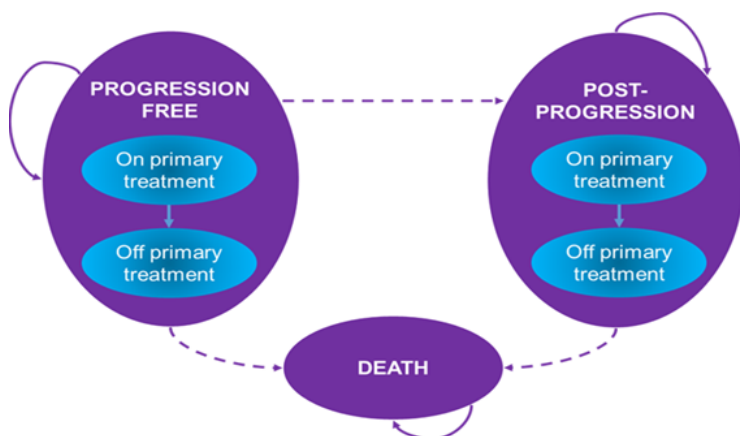 PROGRESSION
FREE
On primary
treatment
Off primary
treatment
POST-
PROGRESSION
On primary
treatment
Off primary
treatment
DEATH